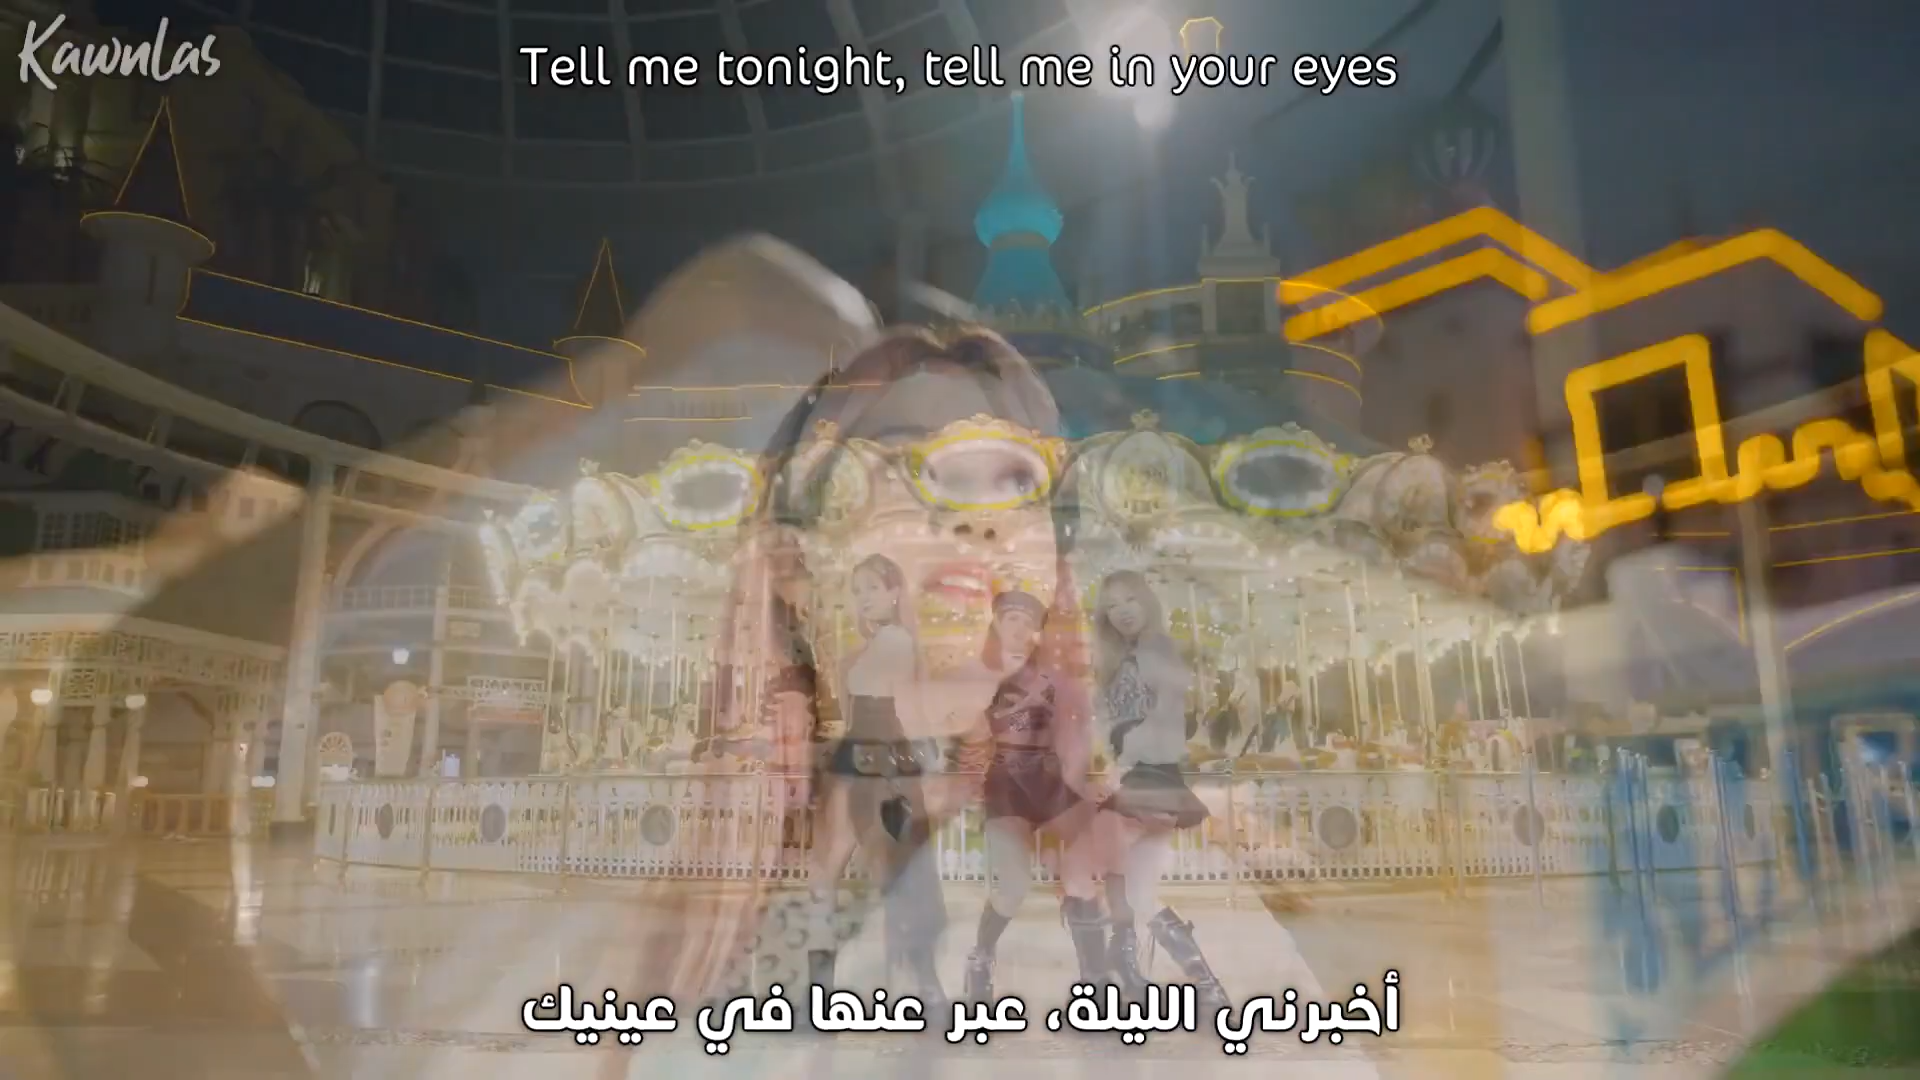 Kawnlas
Tell me tonight, tell me in your eyes
أخبرني الليلة، عبر عنها في عينيك